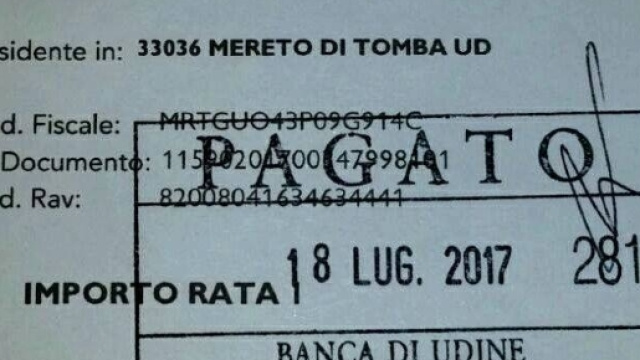 sidente in: 33036 MERETO DI TOMBA UD
d. Fiscale: MRTGUO43P09G914C
Documento:
PAGATO
d. Rav: 82008041634634441
18 LUG. 2017 281
IMPORTO RATA
BANCA DI UDINE